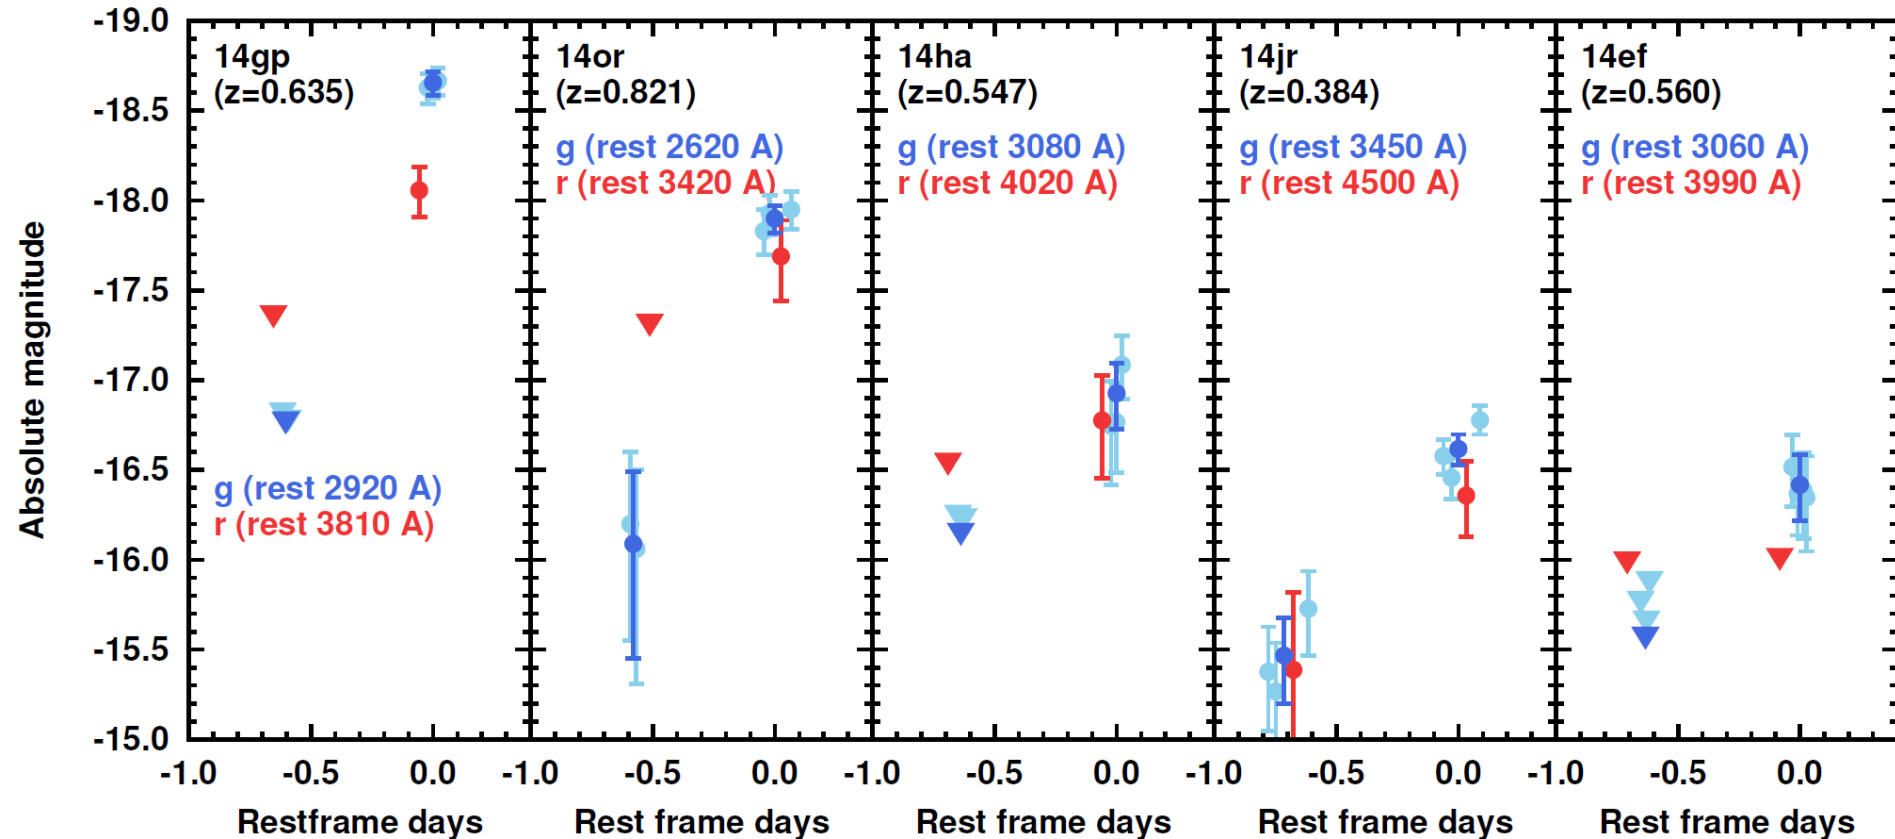 Absolute magnitude
-19.0
-18.5
-18.0
-17.5
-17.0
-16.5
-16.0
-15.5
-15.0
14gp
(z=0.635)
g (rest 2920 A)
r (rest 3810 A)
14or
(z=0.821)
g (rest 2620 A)
r (rest 3420 A)
14ha
(z=0.547)
g (rest 3080 A)
r (rest 4020 A)
14jr
(z=0.384)
g (rest 3450 A)
r (rest 4500 A)
14ef
(z=0.560)
g (rest 3060 A)
r (rest 3990 A)
-1.0 -0.5 0.0 -1.0 -0.5 0.0 -1.0 -0.5 0.0 -1.0 -0.5 0.0 -1.0 -0.5 0.0
Restframe days Rest frame days Rest frame days Rest frame days Rest frame days